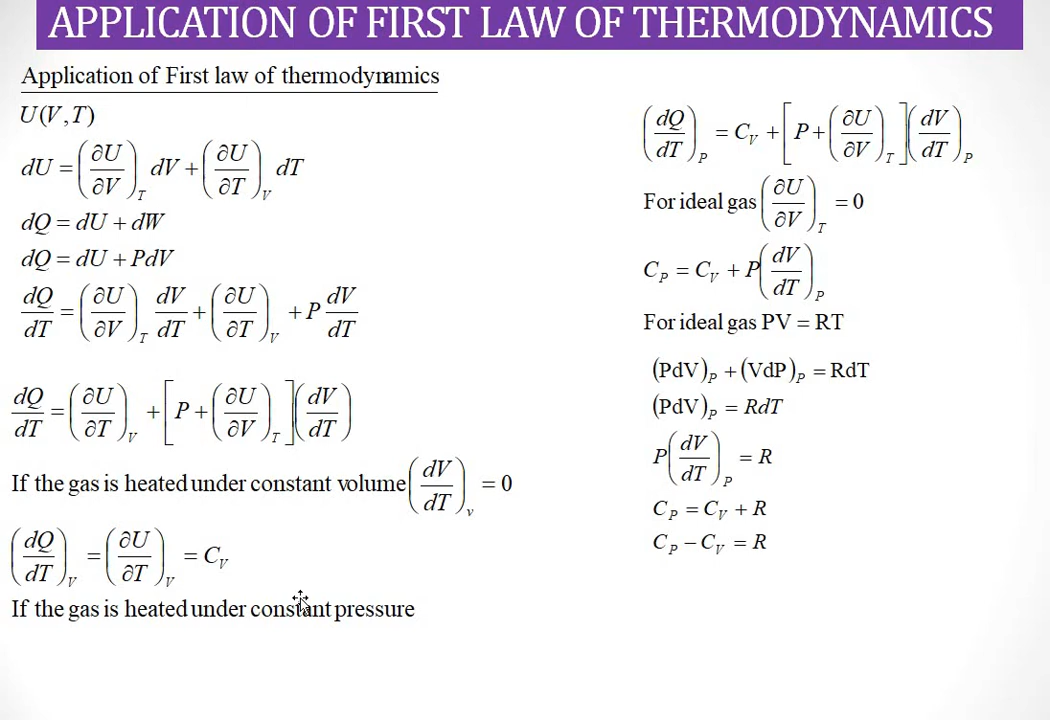 APPLICATION OF FIRST LAW OF THERMODYNAMICS
Application of First law of thermodynamics
U(V,T)
dU = (∂U/∂V)_T dV + (∂U/∂T)_V dT
dQ = dU + dW
dQ = dU + PdV
dQ/dT = (∂U/∂V)_T dV/dT + (∂U/∂T)_V + P dV/dT
dQ/dT = (∂U/∂T)_V + [P + (∂U/∂V)_T](dV/dT)
If the gas is heated under constant volume (dV/dT)_v = 0
(dQ/dT)_V = (∂U/∂T)_V = C_V
If the gas is heated under constant pressure
(dQ/dT)_P = C_V + [P + (∂U/∂V)_T](dV/dT)_P
For ideal gas (∂U/∂V)_T = 0
C_P = C_V + P(dV/dT)_P
For ideal gas PV = RT
(PdV)_P + (VdP)_P = RdT
(PdV)_P = RdT
P(dV/dT)_P = R
C_P = C_V + R
C_P − C_V = R